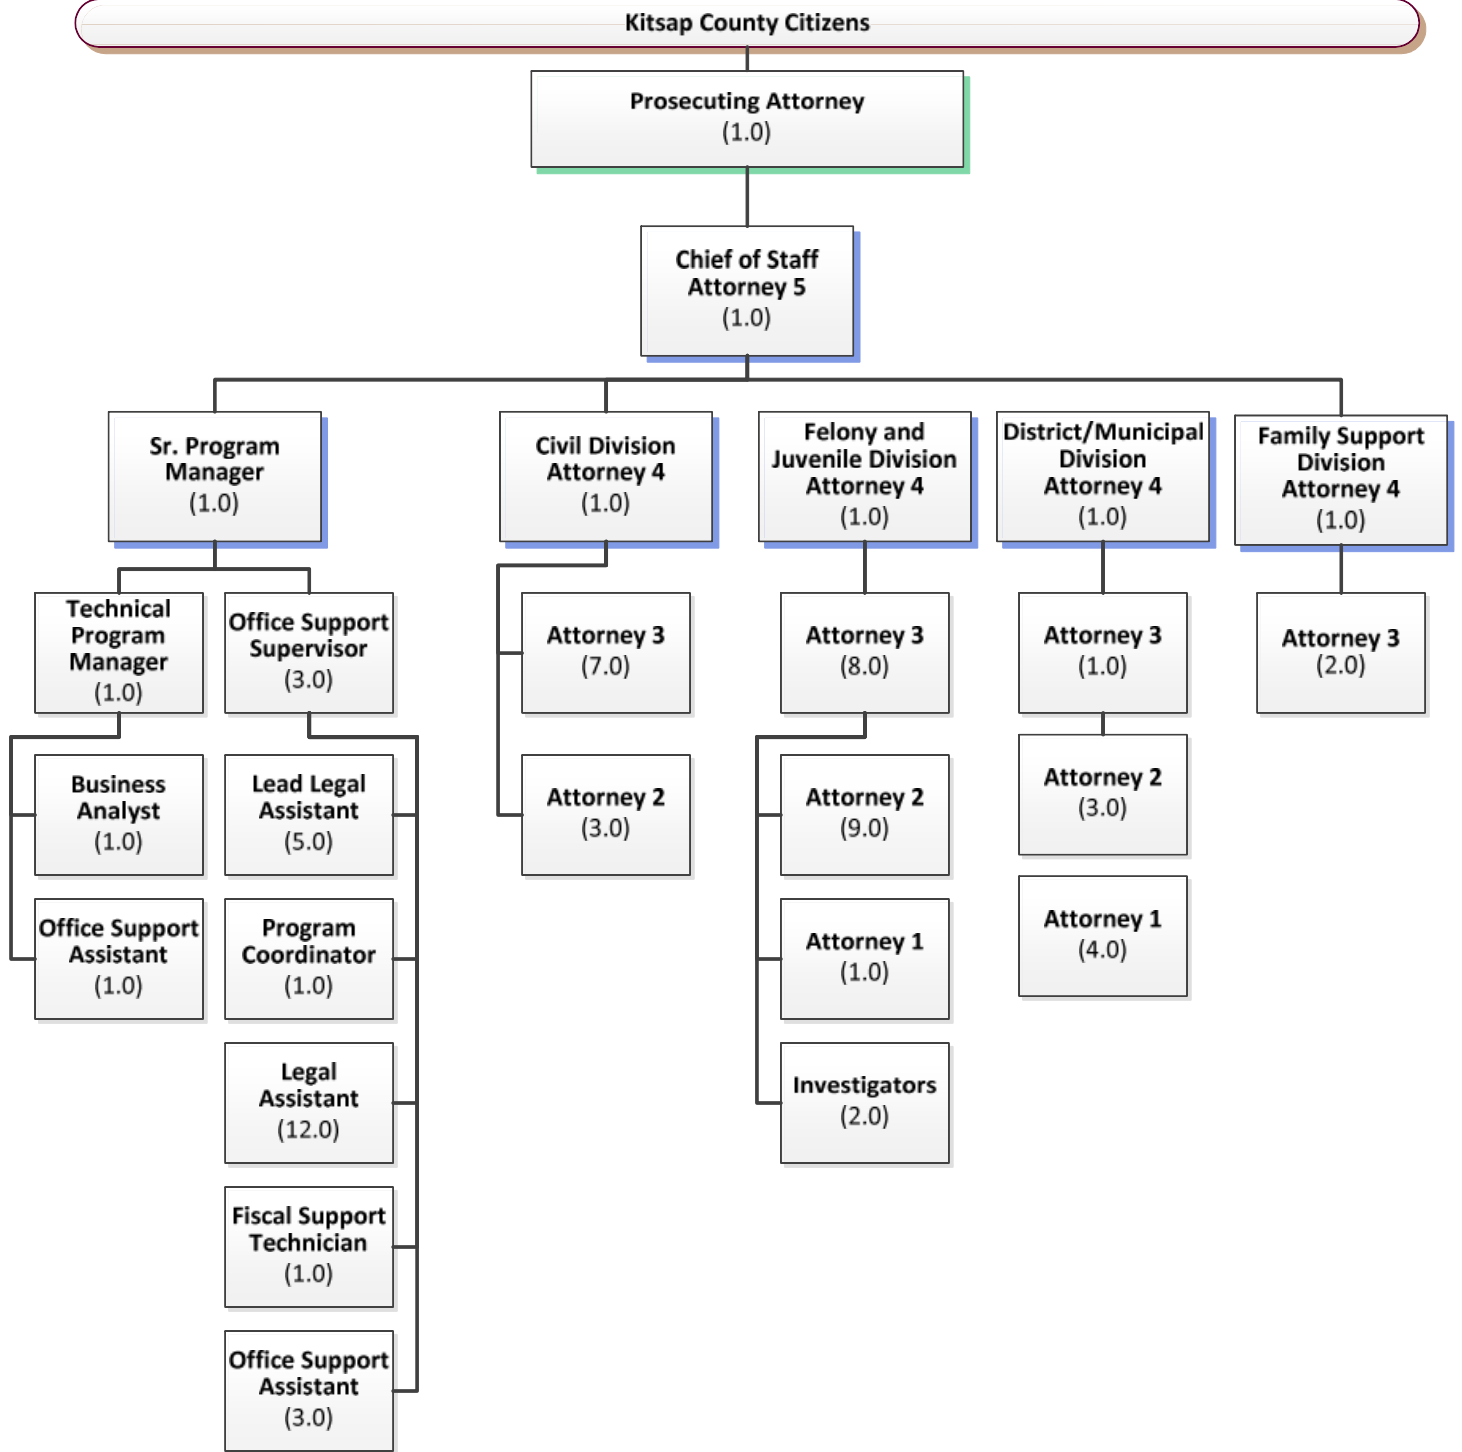 Kitsap County Citizens
Prosecuting Attorney
(1.0)
Chief of Staff
Attorney 5
(1.0)
Sr. Program
Manager
(1.0)
Civil Division
Attorney 4
(1.0)
Felony and
Juvenile Division
Attorney 4
(1.0)
District/Municipal
Division
Attorney 4
(1.0)
Family Support
Division
Attorney 4
(1.0)
Technical
Program
Manager
(1.0)
Office Support
Supervisor
(3.0)
Attorney 3
(7.0)
Attorney 3
(8.0)
Attorney 3
(1.0)
Attorney 3
(2.0)
Business
Analyst
(1.0)
Lead Legal
Assistant
(5.0)
Attorney 2
(3.0)
Attorney 2
(9.0)
Attorney 2
(3.0)
Office Support
Assistant
(1.0)
Program
Coordinator
(1.0)
Attorney 1
(1.0)
Attorney 1
(4.0)
Legal
Assistant
(12.0)
Investigators
(2.0)
Fiscal Support
Technician
(1.0)
Office Support
Assistant
(3.0)